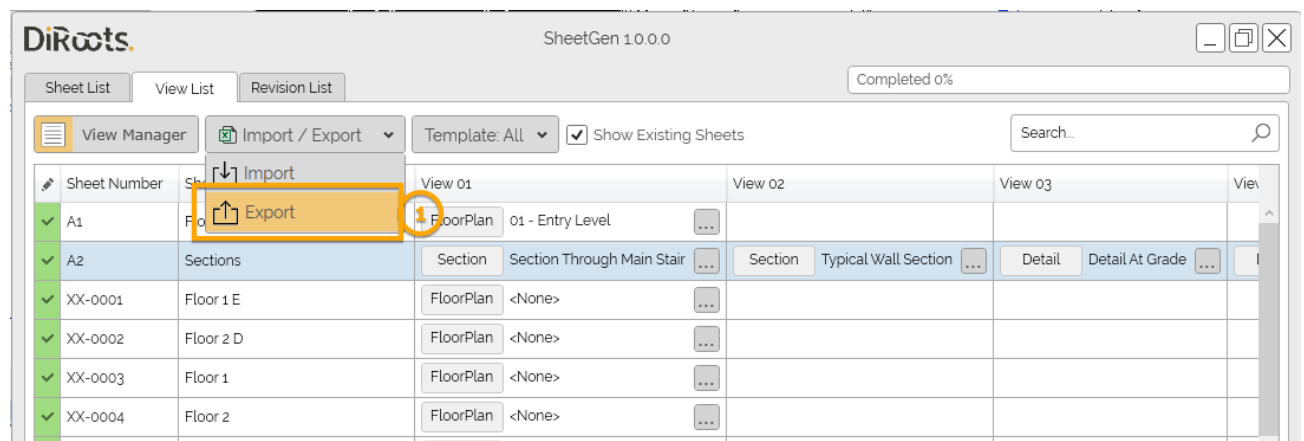 DiRoots.
SheetGen 1.0.0.0
Sheet List View List Revision List
Completed 0%
View Manager Import / Export Template: All Show Existing Sheets Search...
Import
Export
1
Sheet Number View 01 View 02 View 03
A1 FloorPlan 01 - Entry Level ...
A2 Sections Section Section Through Main Stair ... Section Typical Wall Section ... Detail Detail At Grade ...
XX-0001 Floor 1 E FloorPlan <None> ...
XX-0002 Floor 2 D FloorPlan <None> ...
XX-0003 Floor 1 FloorPlan <None> ...
XX-0004 Floor 2 FloorPlan <None> ...